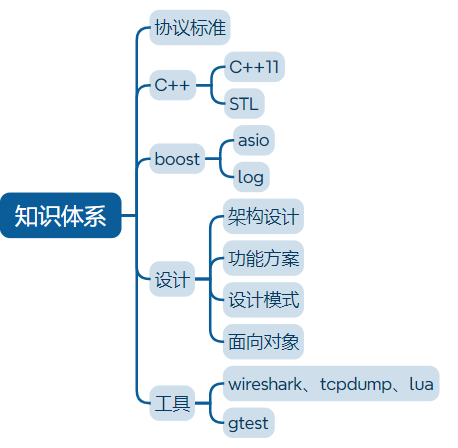 知识体系
协议标准
C++
C++11
STL
boost
asio
log
设计
架构设计
功能方案
设计模式
面向对象
工具
wireshark、tcpdump、lua
gtest